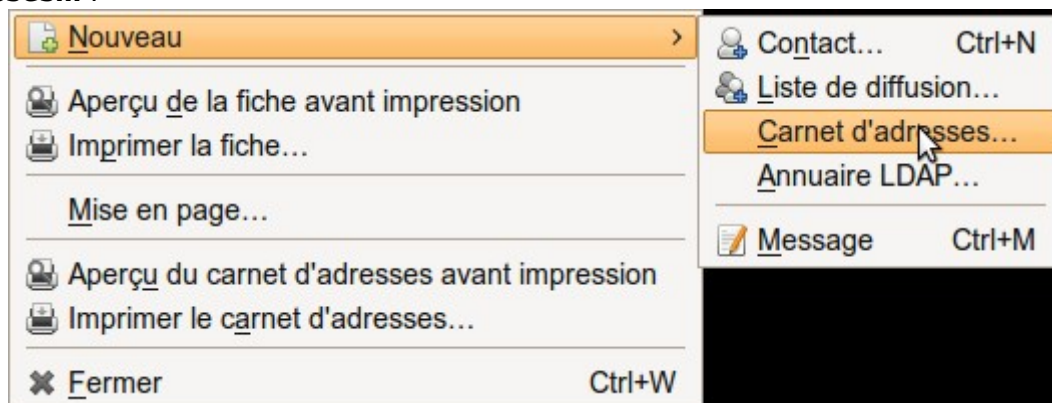 Nouveau
Aperçu de la fiche avant impression
Imprimer la fiche…
Mise en page…
Aperçu du carnet d'adresses avant impression
Imprimer le carnet d'adresses…
Fermer Ctrl+W
Contact… Ctrl+N
Liste de diffusion…
Carnet d'adresses…
Annuaire LDAP…
Message Ctrl+M